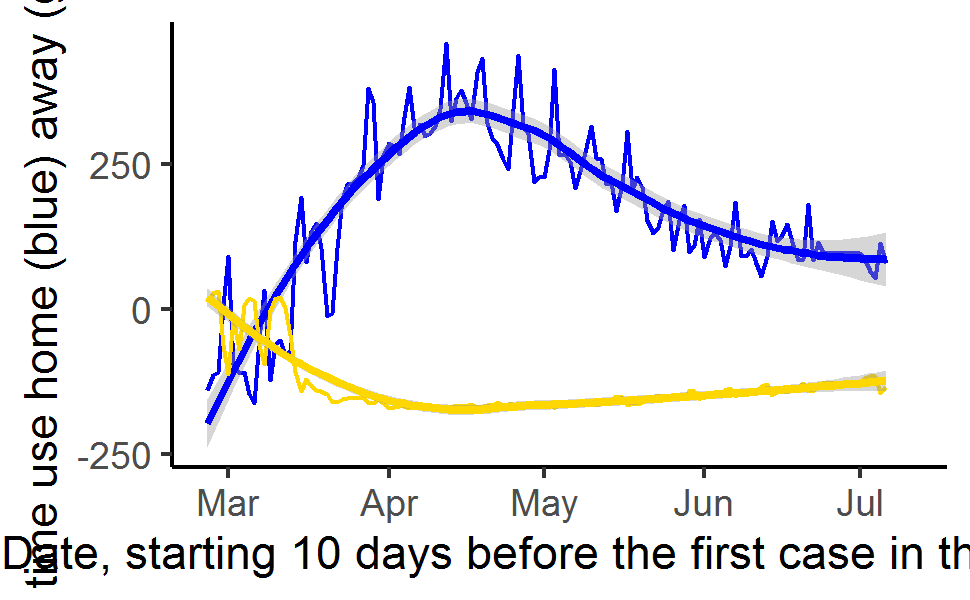 time use home (blue) away (
250
0
-250
Mar Apr May Jun Jul
Date, starting 10 days before the first case in th